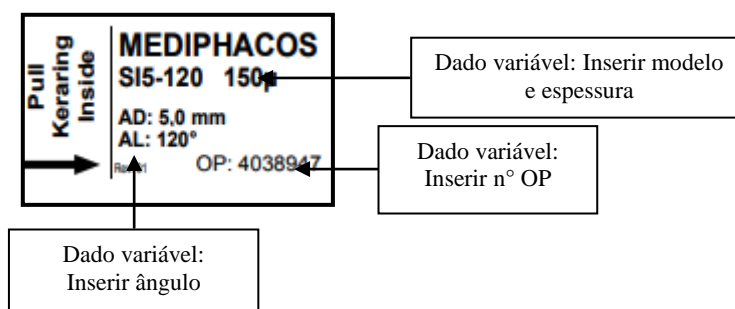 Pull
Keraring
Inside
MEDIPHACOS
SI5-120 150µ
AD: 5,0 mm
AL: 120°
OP: 4038947
Dado variável: Inserir modelo
e espessura
Dado variável:
Inserir n° OP
Dado variável:
Inserir ângulo